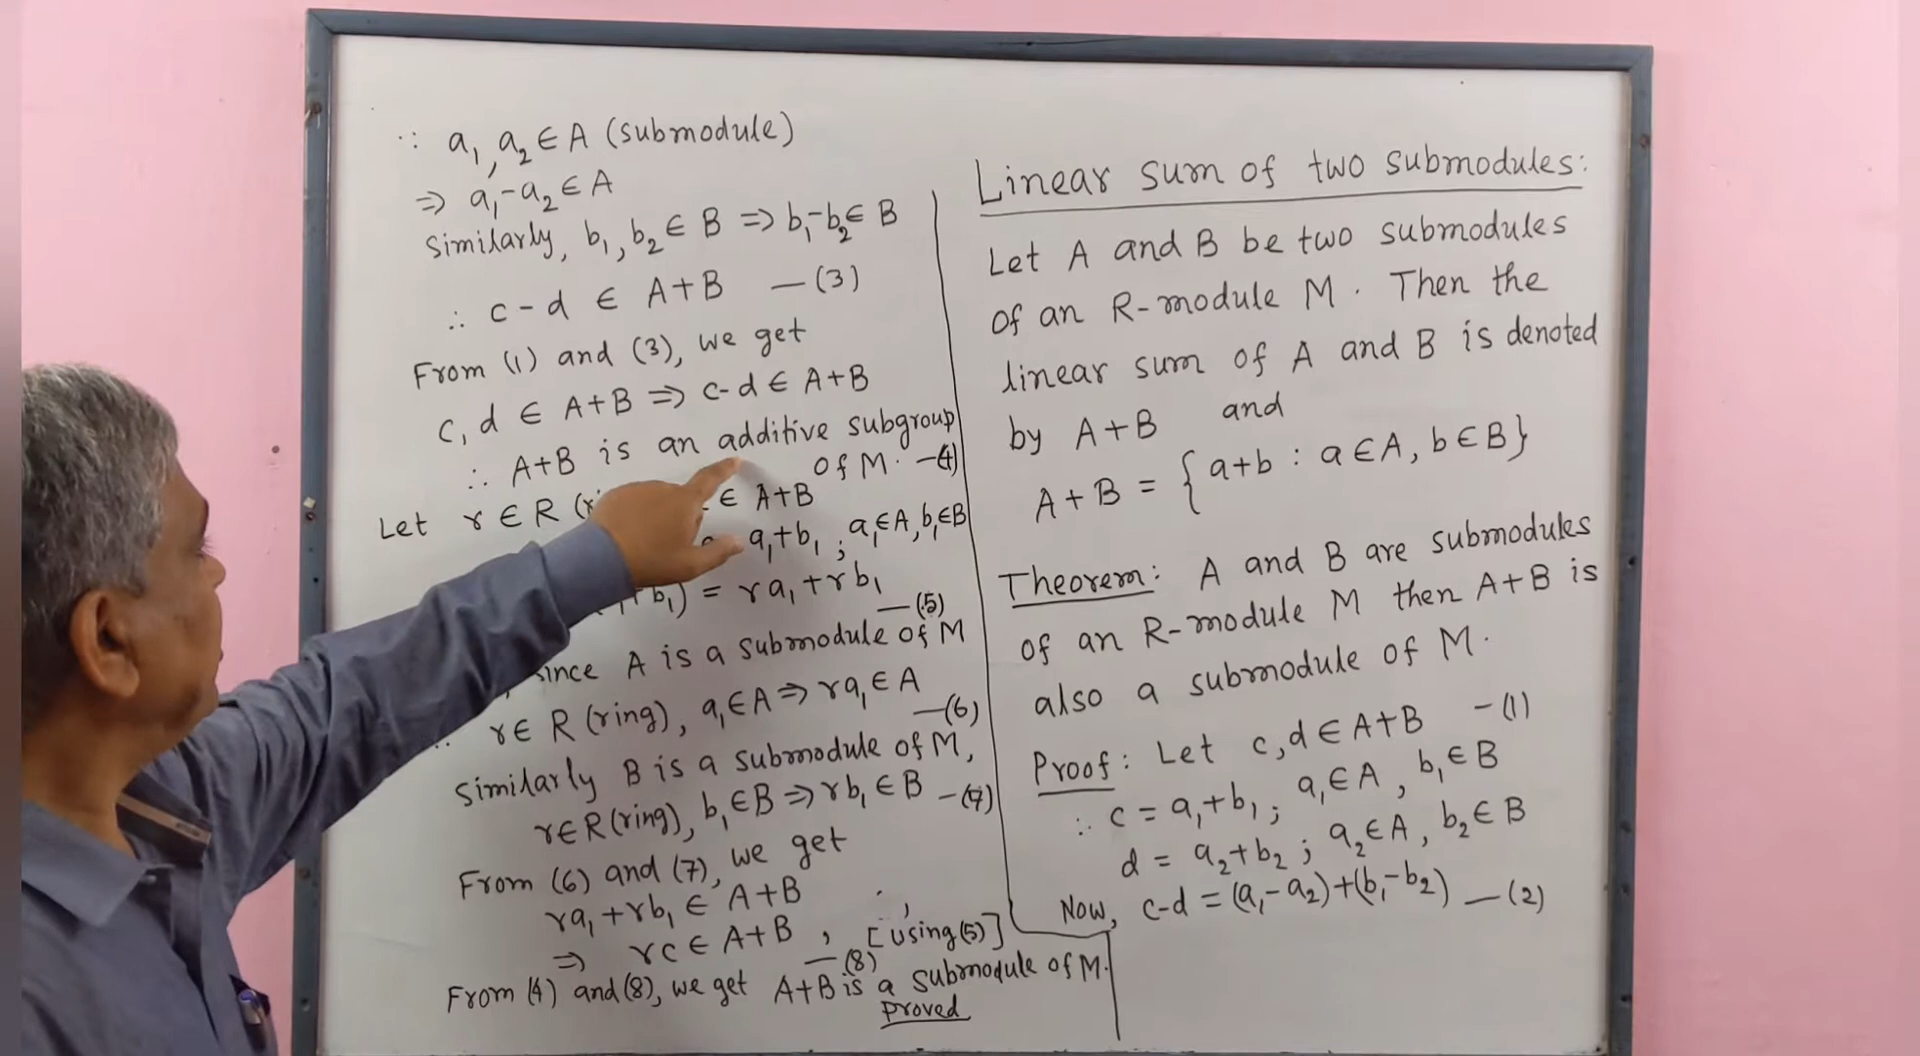 Linear sum of two submodules:
Let A and B be two submodules
of an R-module M. Then the
linear sum of A and B is denoted
by A+B and
A+B = {a+b : a∈A, b∈B}
Theorem: A and B are submodules
of an R-module M then A+B is
also a submodule of M.
Proof: Let c,d∈A+B —(1)
∴ c = a₁+b₁; a₁∈A, b₁∈B
d = a₂+b₂; a₂∈A, b₂∈B
Now, c-d = (a₁-a₂)+(b₁-b₂) —(2)
∵ a₁, a₂∈A (submodule)
⇒ a₁-a₂∈A
Similarly, b₁,b₂∈B ⇒ b₁-b₂∈B
∴ c-d ∈ A+B —(3)
From (1) and (3), we get
c, d ∈ A+B ⇒ c-d ∈ A+B
∴ A+B is an additive subgroup
of M. —(4)
Let r∈R ∈ A+B
a₁+b₁; a₁∈A, b₁∈B
+b₁) = ra₁+rb₁
—(5)
since A is a submodule of M
r∈ R (ring), a₁∈A ⇒ ra₁∈A
—(6)
Similarly B is a submodule of M,
r∈R (ring), b₁∈B ⇒ rb₁∈B —(7)
From (6) and (7), we get
ra₁+rb₁ ∈ A+B
⇒ rc∈A+B, [using(5)]
—(8)
From (4) and (8), we get A+B is a submodule of M.
Proved